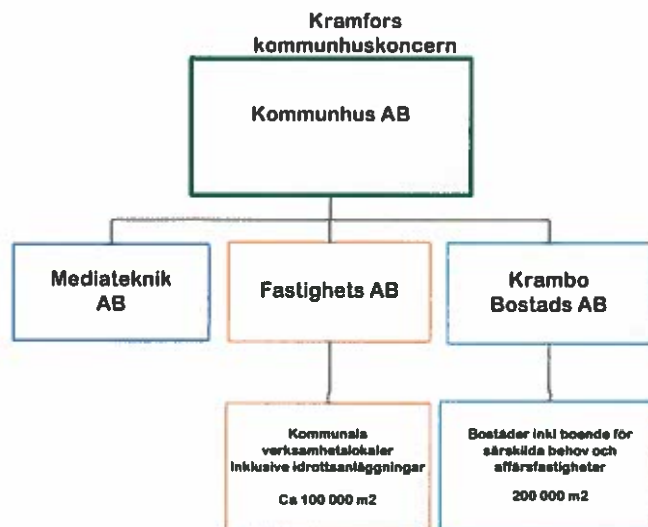 Kramfors
kommunhuskoncern
Kommunhus AB
Mediateknik
AB
Fastighets AB
Krambo
Bostads AB
Kommunala
verksamhetslokaler
Inklusive idrottsanläggningar
Ca 100 000 m2
Bostäder inkl boende för
särskilda behov och
affärsfastigheter
200 000 m2